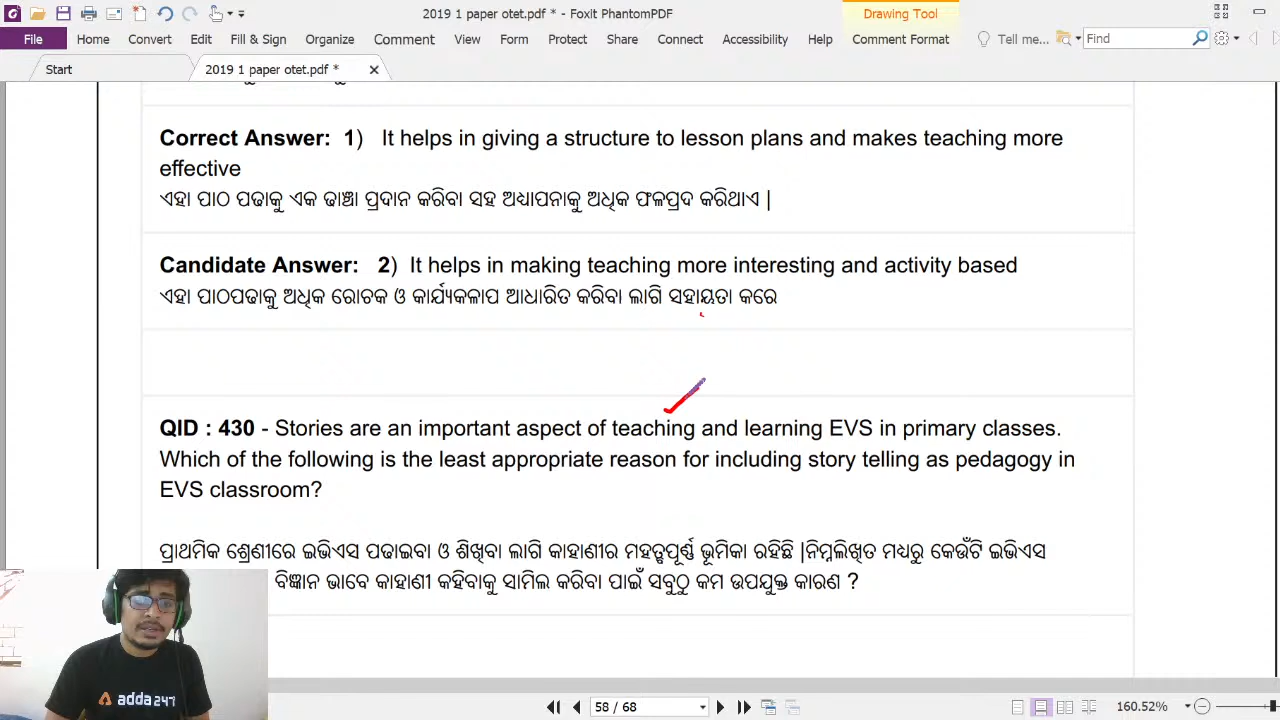 2019 1 paper otet.pdf * - Foxit PhantomPDF
Drawing Tool
File Home Convert Edit Fill & Sign Organize Comment View Form Protect Share Connect Accessibility Help Comment Format Tell me... Find
Start
2019 1 paper otet.pdf *
Correct Answer: 1) It helps in giving a structure to lesson plans and makes teaching more
effective
ଏହା ପାଠ ପଢାକୁ ଏକ ଢାଞ୍ଚା ପ୍ରଦାନ କରିବା ସହ ଅଧ୍ୟାପନାକୁ ଅଧିକ ଫଳପ୍ରଦ କରିଥାଏ |
Candidate Answer: 2) It helps in making teaching more interesting and activity based
ଏହା ପାଠପଢାକୁ ଅଧିକ ରୋଚକ ଓ କାର୍ଯ୍ୟକଳାପ ଆଧାରିତ କରିବା ଲାଗି ସହାୟତା କରେ
QID : 430 - Stories are an important aspect of teaching and learning EVS in primary classes.
Which of the following is the least appropriate reason for including story telling as pedagogy in
EVS classroom?
ପ୍ରାଥମିକ ଶ୍ରେଣୀରେ ଇଭିଏସ ପଢାଇବା ଓ ଶିଖିବା ଲାଗି କାହାଣୀର ମହତ୍ଵପୂର୍ଣ୍ଣ ଭୂମିକା ରହିଛି |ନିମ୍ନଲିଖିତ ମଧ୍ୟରୁ କେଉଁଟି ଇଭିଏସ
ବିଜ୍ଞାନ ଭାବେ କାହାଣୀ କହିବାକୁ ସାମିଲ କରିବା ପାଇଁ ସବୁଠୁ କମ ଉପଯୁକ୍ତ କାରଣ ?
adda247
58 / 68
160.52%